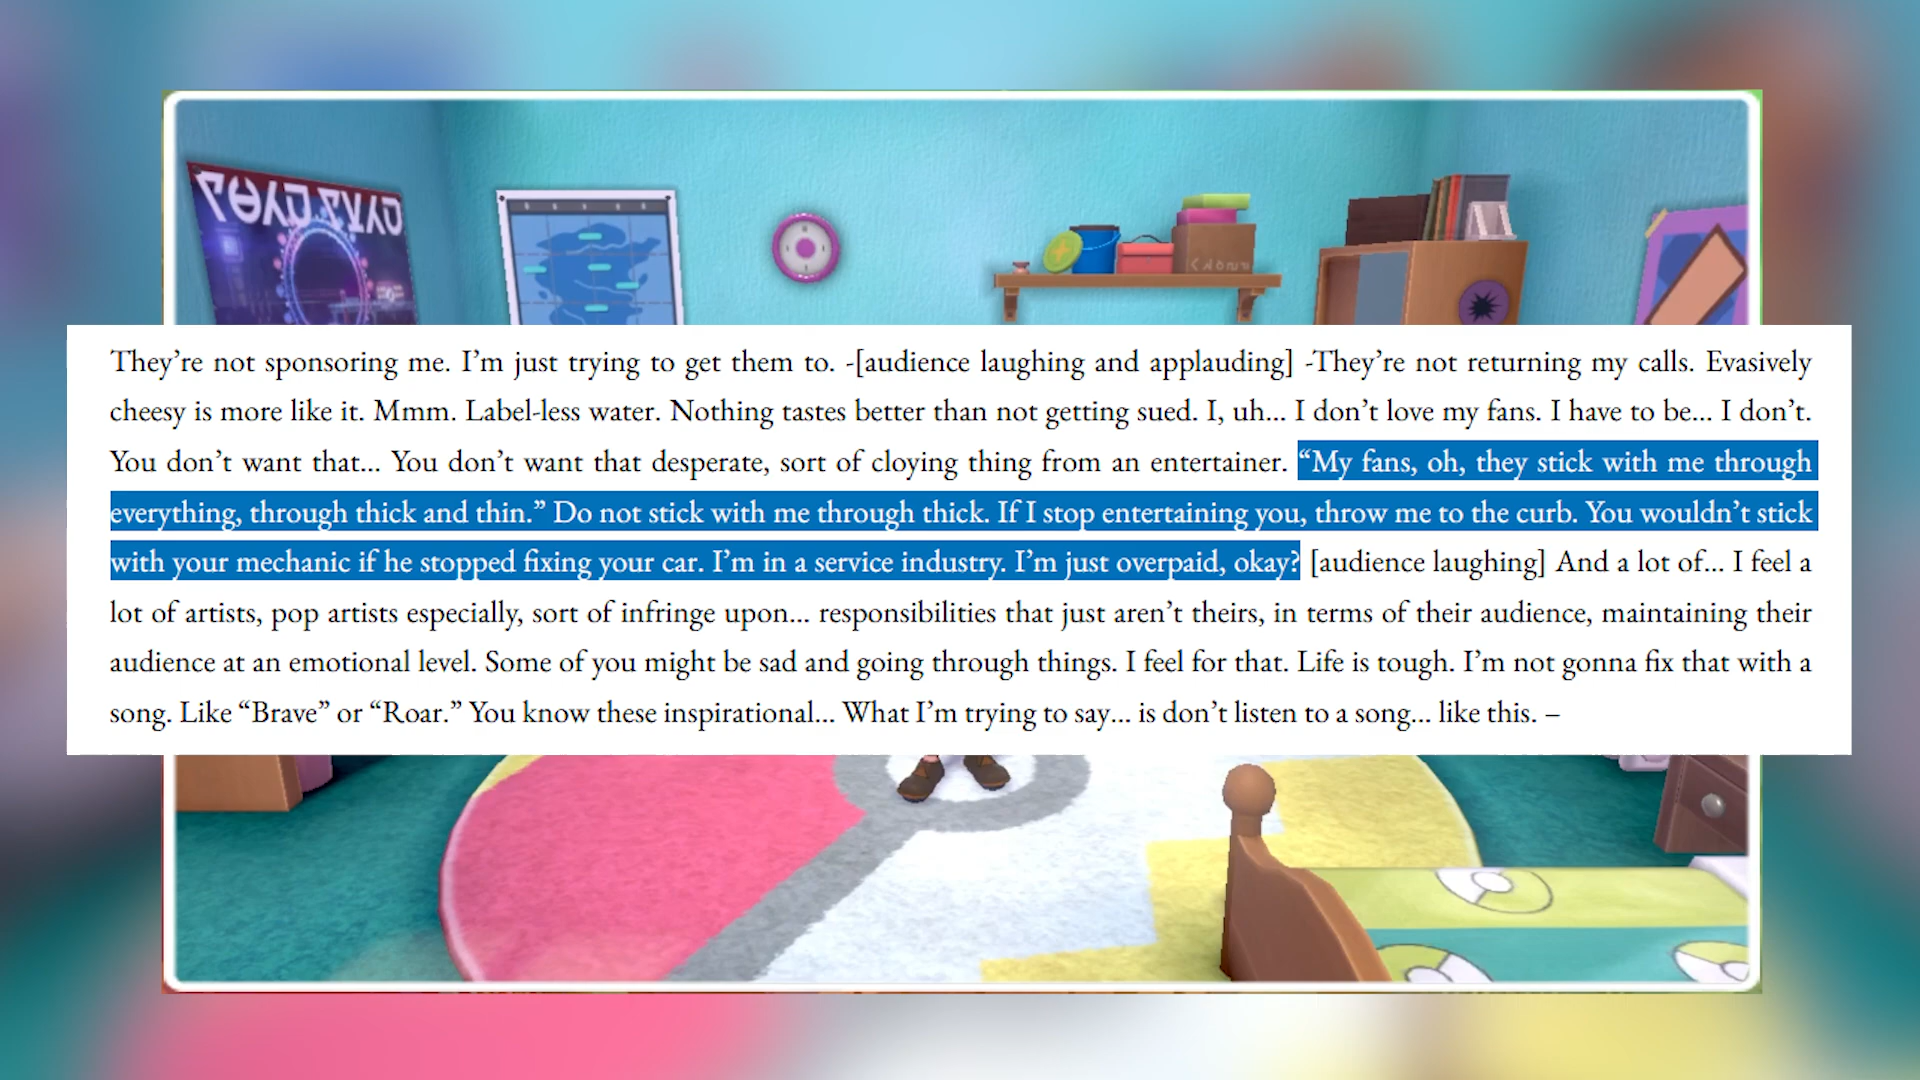 They’re not sponsoring me. I’m just trying to get them to. -[audience laughing and applauding] -They’re not returning my calls. Evasively
cheesy is more like it. Mmm. Label-less water. Nothing tastes better than not getting sued. I, uh… I don’t love my fans. I have to be… I don’t.
You don’t want that… You don’t want that desperate, sort of cloying thing from an entertainer. “My fans, oh, they stick with me through
everything, through thick and thin.” Do not stick with me through thick. If I stop entertaining you, throw me to the curb. You wouldn’t stick
with your mechanic if he stopped fixing your car. I’m in a service industry. I’m just overpaid, okay? [audience laughing] And a lot of… I feel a
lot of artists, pop artists especially, sort of infringe upon… responsibilities that just aren’t theirs, in terms of their audience, maintaining their
audience at an emotional level. Some of you might be sad and going through things. I feel for that. Life is tough. I’m not gonna fix that with a
song. Like “Brave” or “Roar.” You know these inspirational… What I’m trying to say… is don’t listen to a song… like this. –